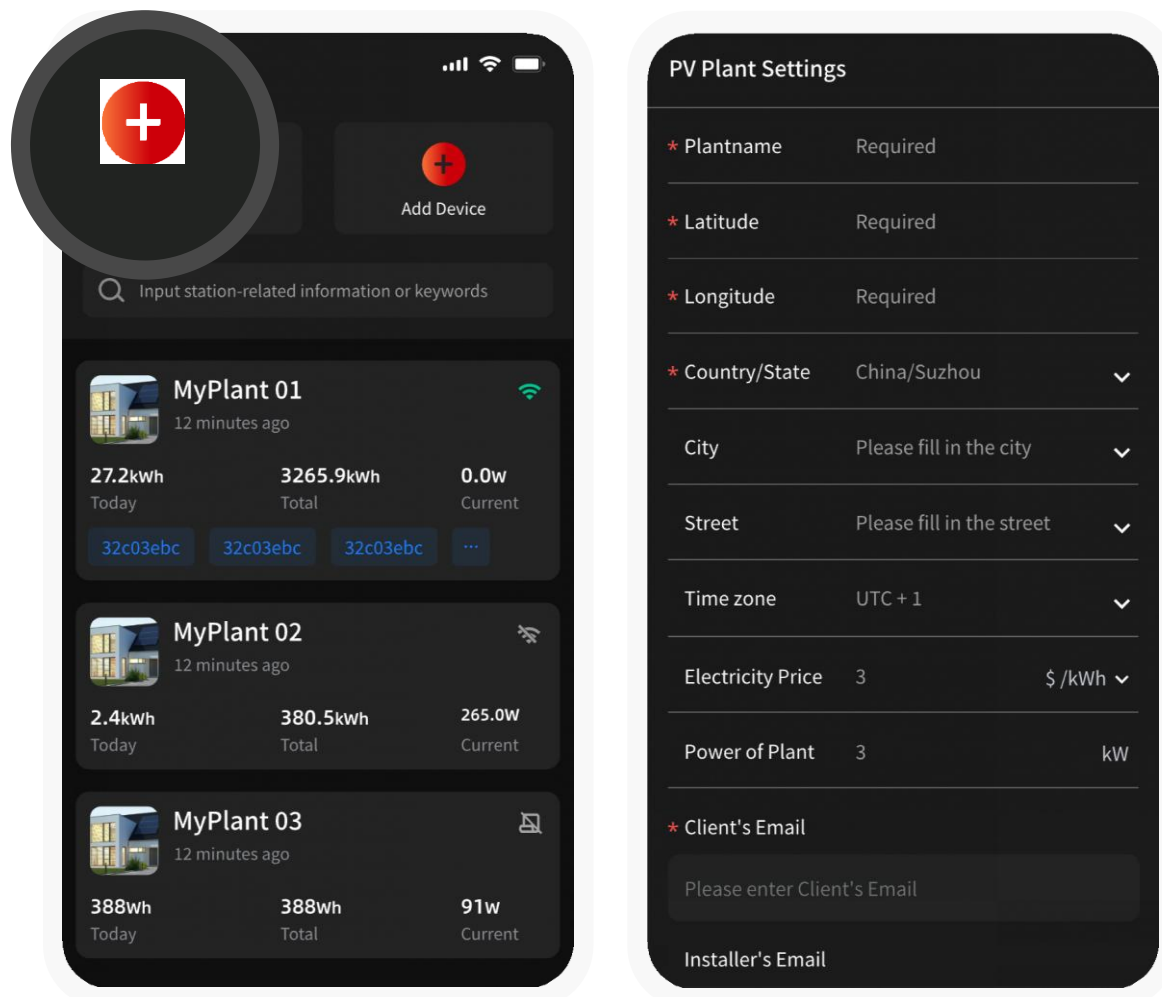 Add Device
Input station-related information or keywords
MyPlant 01
12 minutes ago
27.2kWh 3265.9kWh 0.0W
Today Total Current
32c03ebc 32c03ebc 32c03ebc ...
MyPlant 02
12 minutes ago
2.4kWh 380.5kWh 265.0W
Today Total Current
MyPlant 03
12 minutes ago
388Wh 388Wh 91W
Today Total Current
PV Plant Settings
* Plantname Required
* Latitude Required
* Longitude Required
* Country/State China/Suzhou
City Please fill in the city
Street Please fill in the street
Time zone UTC + 1
Electricity Price 3 $ /kWh
Power of Plant 3 kW
* Client's Email
Please enter Client's Email
Installer's Email